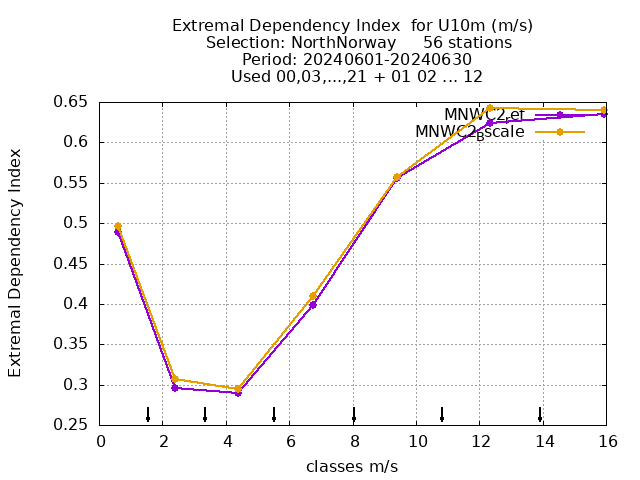 Extremal Dependency Index  for U10m (m/s)
Selection: NorthNorway     56 stations
Period: 20240601-20240630
Used 00,03,...,21 + 01 02 ... 12
Extremal Dependency Index
0.65
0.6
0.55
0.5
0.45
0.4
0.35
0.3
0.25
MNWC2ref
MNWC2Bscale
0 2 4 6 8 10 12 14 16
classes m/s